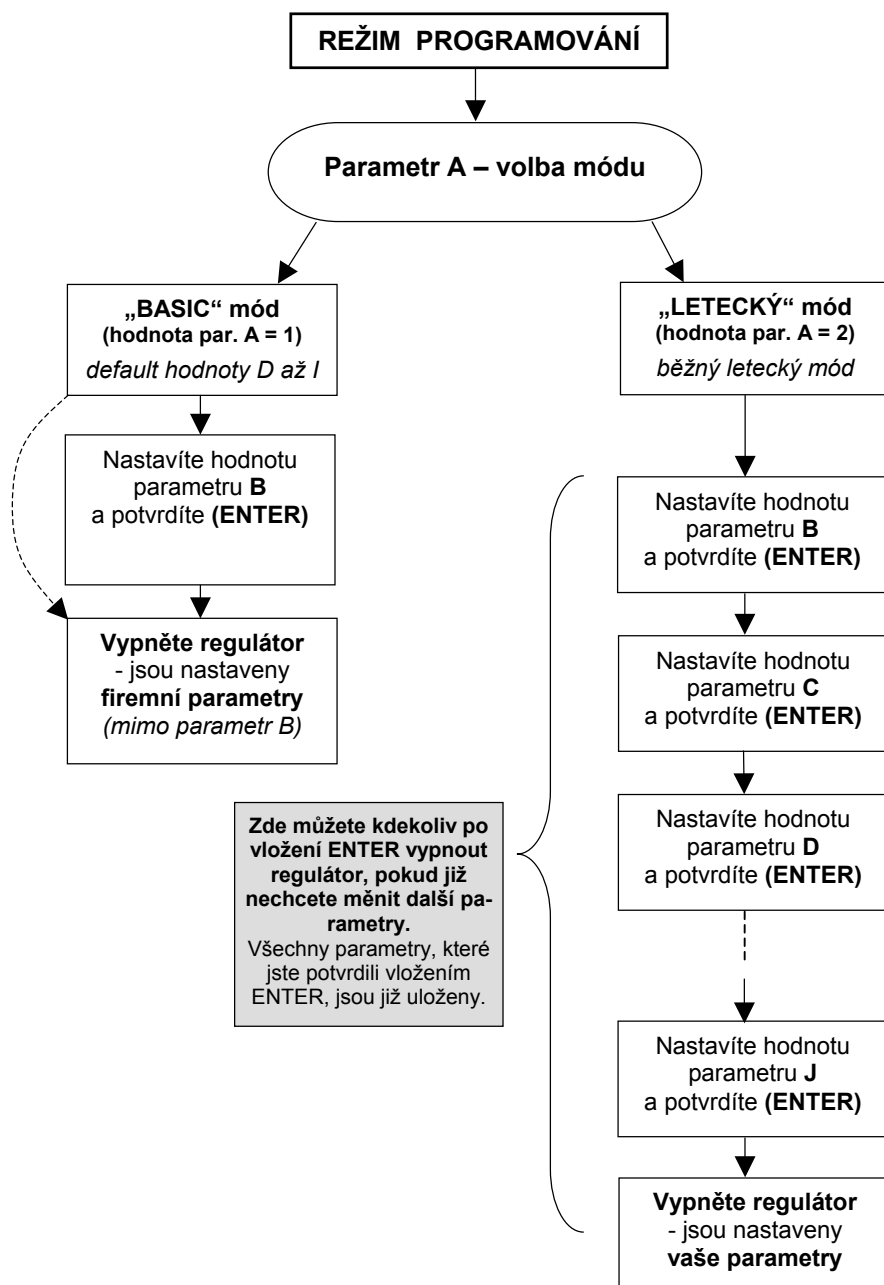 REŽIM PROGRAMOVÁNÍ
Parametr A – volba módu
„BASIC“ mód
(hodnota par. A = 1)
default hodnoty D až I
Nastavíte hodnotu
parametru B
a potvrdíte (ENTER)
Vypněte regulátor
- jsou nastaveny
firemní parametry
(mimo parametr B)
„LETECKÝ“ mód
(hodnota par. A = 2)
běžný letecký mód
Nastavíte hodnotu
parametru B
a potvrdíte (ENTER)
Nastavíte hodnotu
parametru C
a potvrdíte (ENTER)
Nastavíte hodnotu
parametru D
a potvrdíte (ENTER)
Zde můžete kdekoliv po
vložení ENTER vypnout
regulátor, pokud již
nechcete měnit další pa-
rametry.
Všechny parametry, které
jste potvrdili vložením
ENTER, jsou již uloženy.
Nastavíte hodnotu
parametru J
a potvrdíte (ENTER)
Vypněte regulátor
- jsou nastaveny
vaše parametry